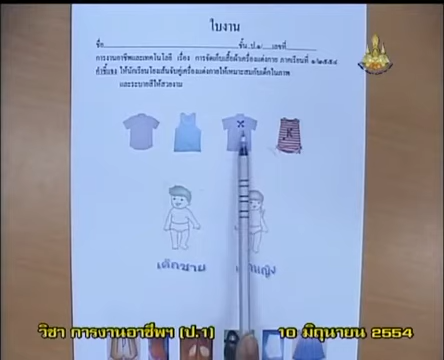 ใบงาน
ชื่อ ชั้น ป.๑/ เลขที่
การงานอาชีพและเทคโนโลยี เรื่อง การจัดเก็บเสื้อผ้าเครื่องแต่งกาย ภาคเรียนที่ ๑/๒๕๕๔
คำชี้แจง ให้นักเรียนโยงเส้นจับคู่เครื่องแต่งกายให้เหมาะสมกับเด็กในภาพ
และระบายสีให้สวยงาม
เด็กชาย
วิชา การงานอาชีพฯ (ป.1) 10 มิถุนายน 2554